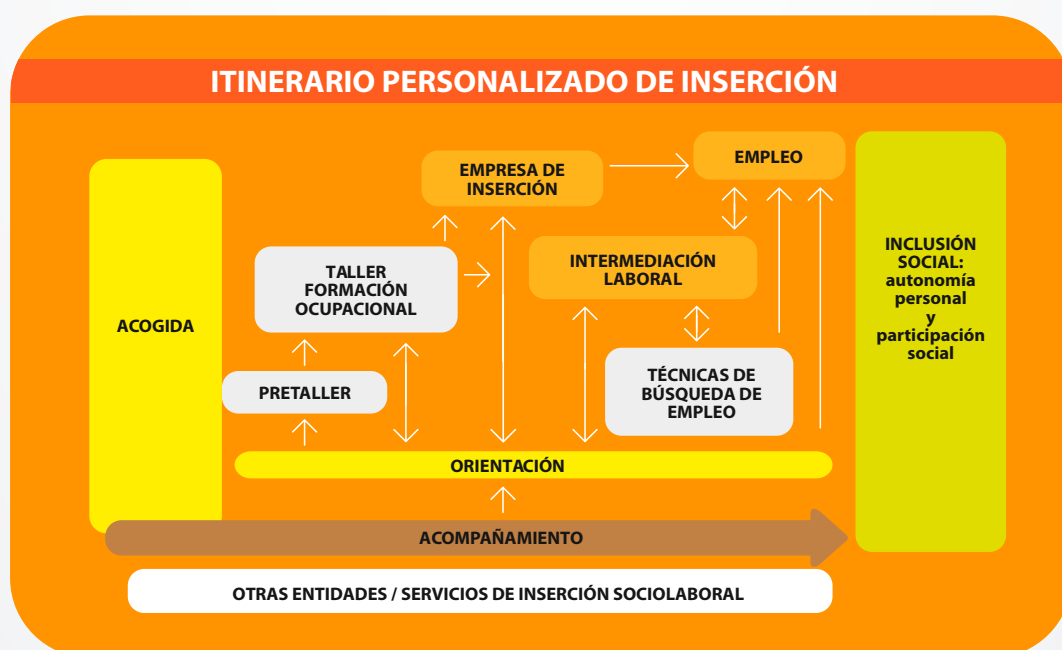 ITINERARIO PERSONALIZADO DE INSERCIÓN
ACOGIDA
PRETALLER
TALLER
FORMACIÓN
OCUPACIONAL
EMPRESA DE
INSERCIÓN
EMPLEO
INTERMEDIACIÓN
LABORAL
TÉCNICAS DE
BÚSQUEDA DE
EMPLEO
ORIENTACIÓN
ACOMPAÑAMIENTO
OTRAS ENTIDADES / SERVICIOS DE INSERCIÓN SOCIOLABORAL
INCLUSIÓN
SOCIAL:
autonomía
personal
y
participación
social